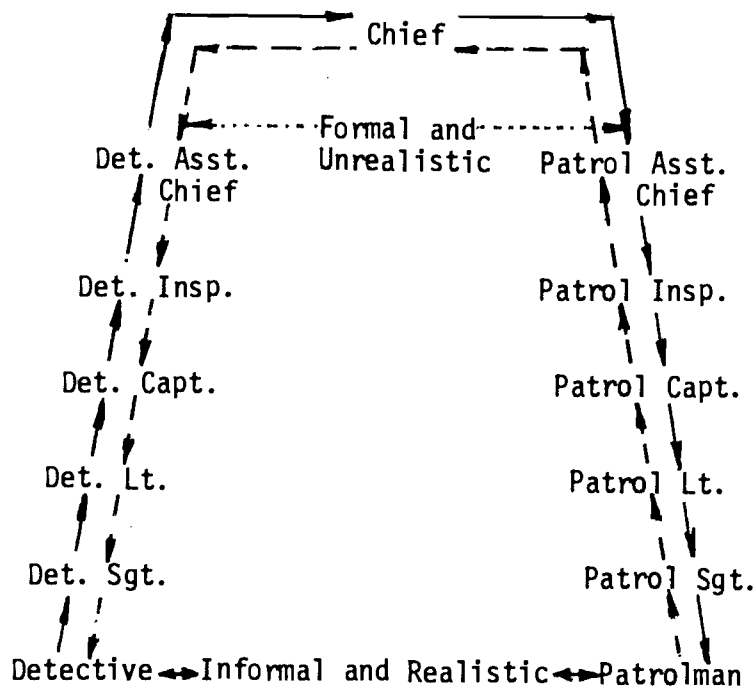 Chief
Formal and
Unrealistic
Det. Asst.
Chief
Patrol Asst.
Chief
Det. Insp.
Patrol Insp.
Det. Capt.
Patrol Capt.
Det. Lt.
Patrol Lt.
Det. Sgt.
Patrol Sgt.
Detective Informal and Realistic Patrolman